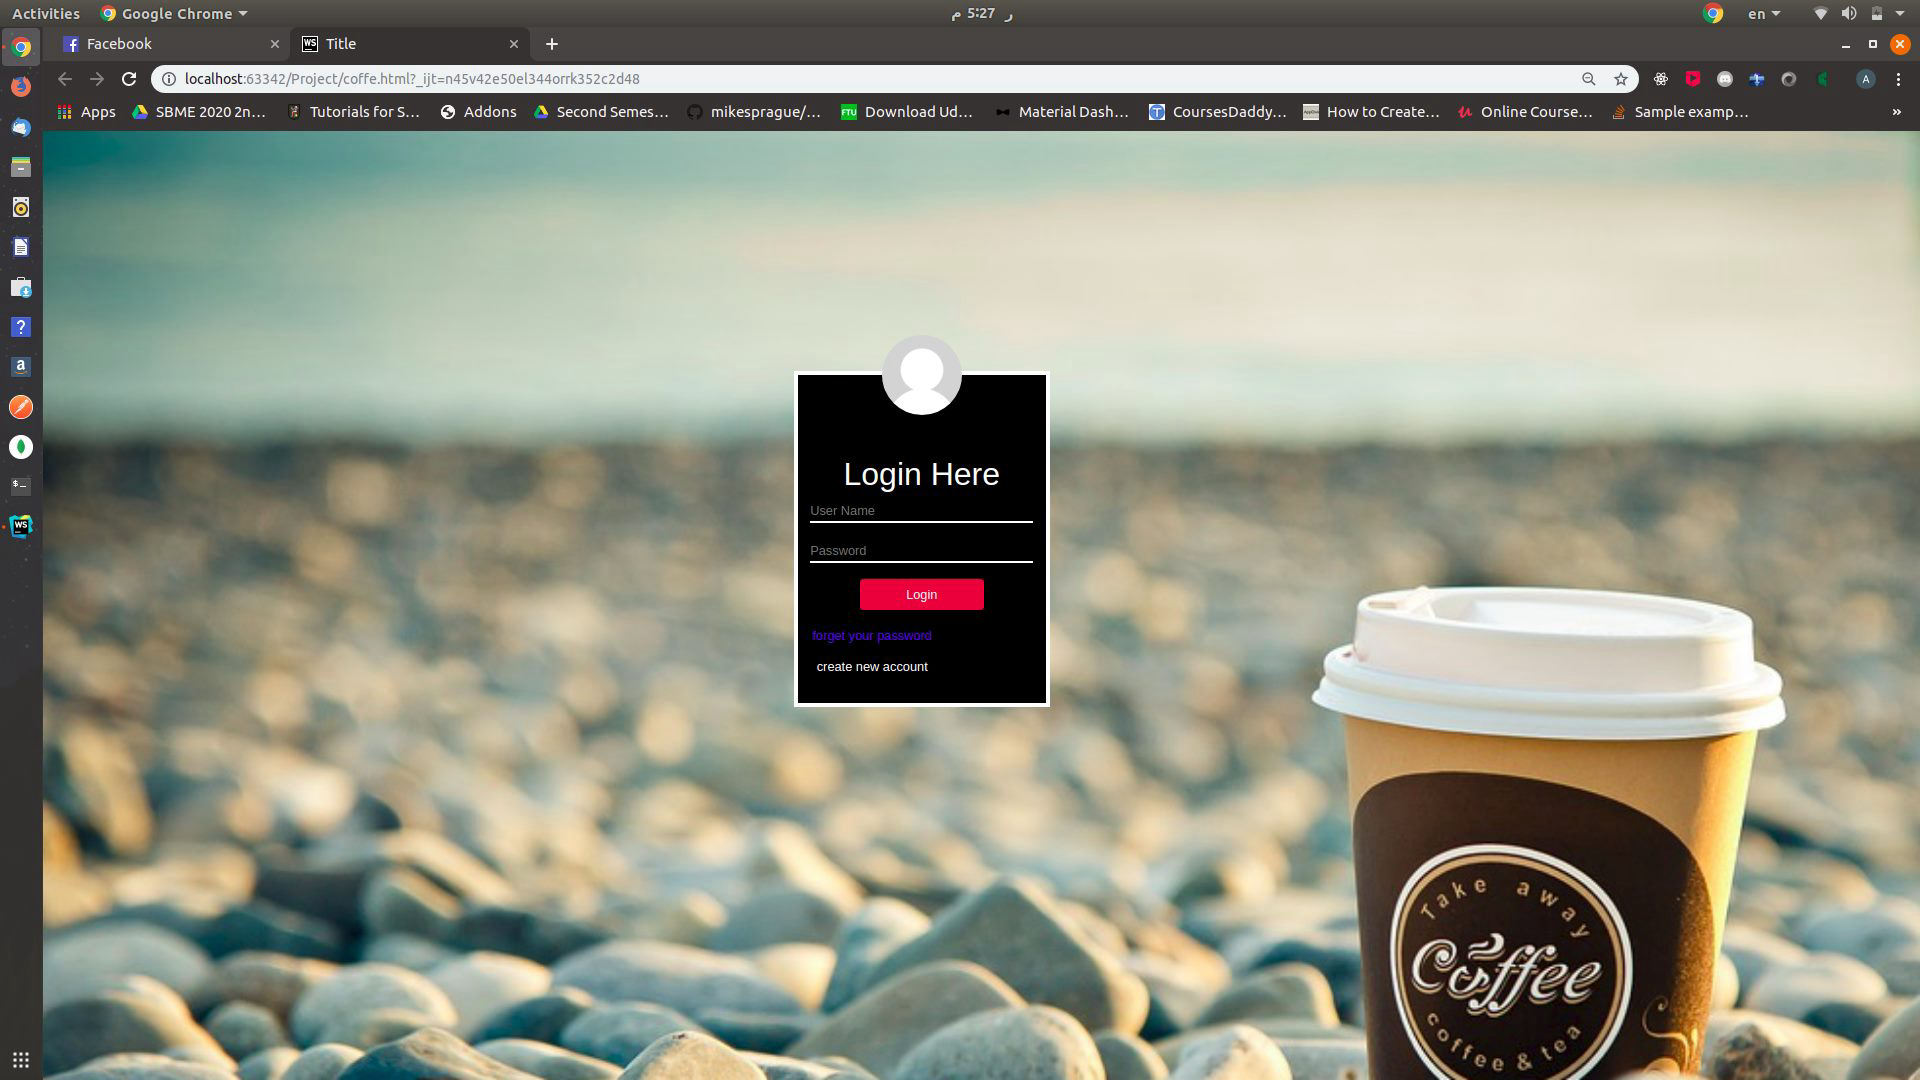 Activities
Google Chrome
م 5:27 ر
en
Facebook
Title
localhost:63342/Project/coffe.html?_ijt=n45v42e50el344orrk352c2d48
A
Apps
SBME 2020 2n...
Tutorials for S...
Addons
Second Semes...
mikesprague/...
FTU
Download Ud...
Material Dash...
CoursesDaddy...
How to Create...
Online Course...
Sample examp...
»
Login Here
User Name
Password
Login
forget your password
create new account
Take away
Coffee
coffee & tea